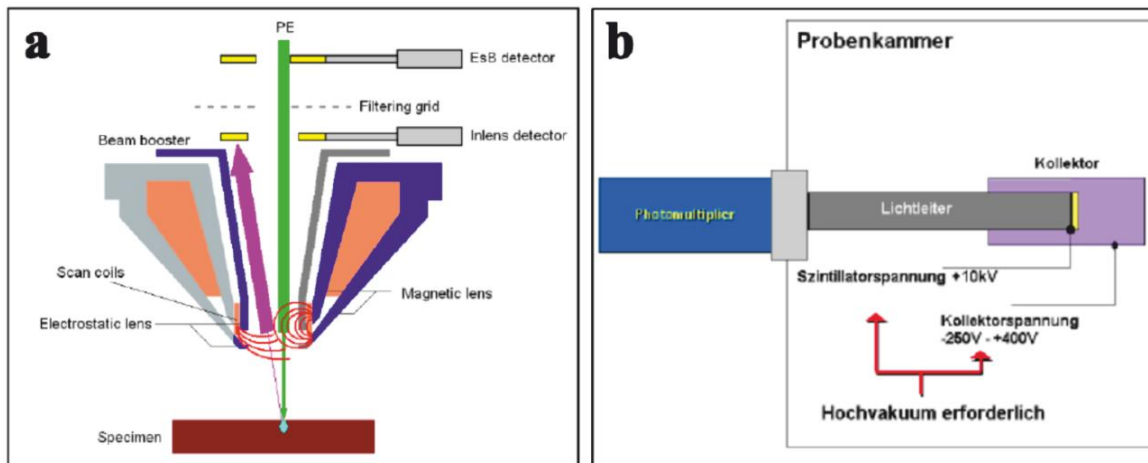 a
PE
EsB detector
Filtering grid
Beam booster
Inlens detector
Scan coils
Magnetic lens
Electrostatic lens
Specimen
b
Probenkammer
Kollektor
Photomultiplier
Lichtleiter
Szintillatorspannung +10kV
Kollektorspannung
-250V - +400V
Hochvakuum erforderlich